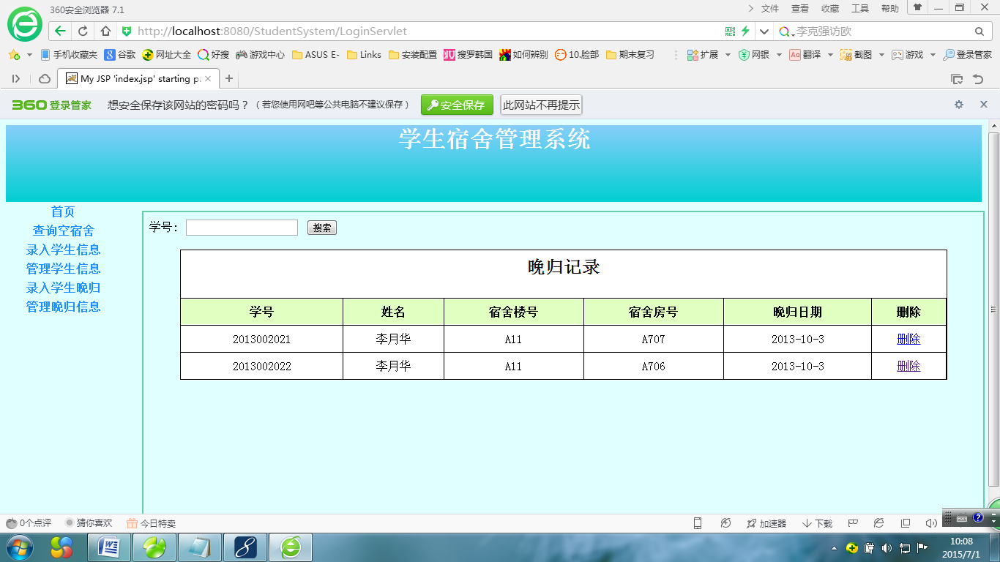 360安全浏览器 7.1
文件 查看 收藏 工具 帮助
http://localhost:8080/StudentSystem/LoginServlet
李克强访欧
手机收藏夹 谷歌 网址大全 好搜 游戏中心 ASUS E- Links 安装配置 搜罗韩国 如何辨别 10.脸部 期末复习 扩展 网银 翻译 截图 游戏 登录管家
My JSP 'index.jsp' starting p
360 登录管家 想安全保存该网站的密码吗？（若您使用网吧等公共电脑不建议保存） 安全保存 此网站不再提示
学生宿舍管理系统
首页
查询空宿舍
录入学生信息
管理学生信息
录入学生晚归
管理晚归信息
学号： 搜索
晚归记录
学号 姓名 宿舍楼号 宿舍房号 晚归日期 删除
2013002021 李月华 A11 A707 2013-10-3 删除
2013002022 李月华 A11 A706 2013-10-3 删除
0个点评 猜你喜欢 今日特卖 加速器 下载
10:08
2015/7/1